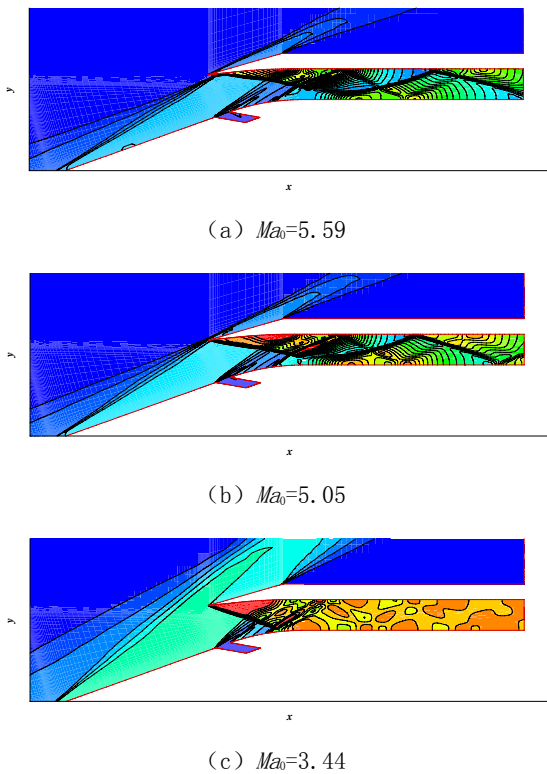 y
x
（a）Ma₀=5.59
y
x
（b）Ma₀=5.05
y
x
（c）Ma₀=3.44